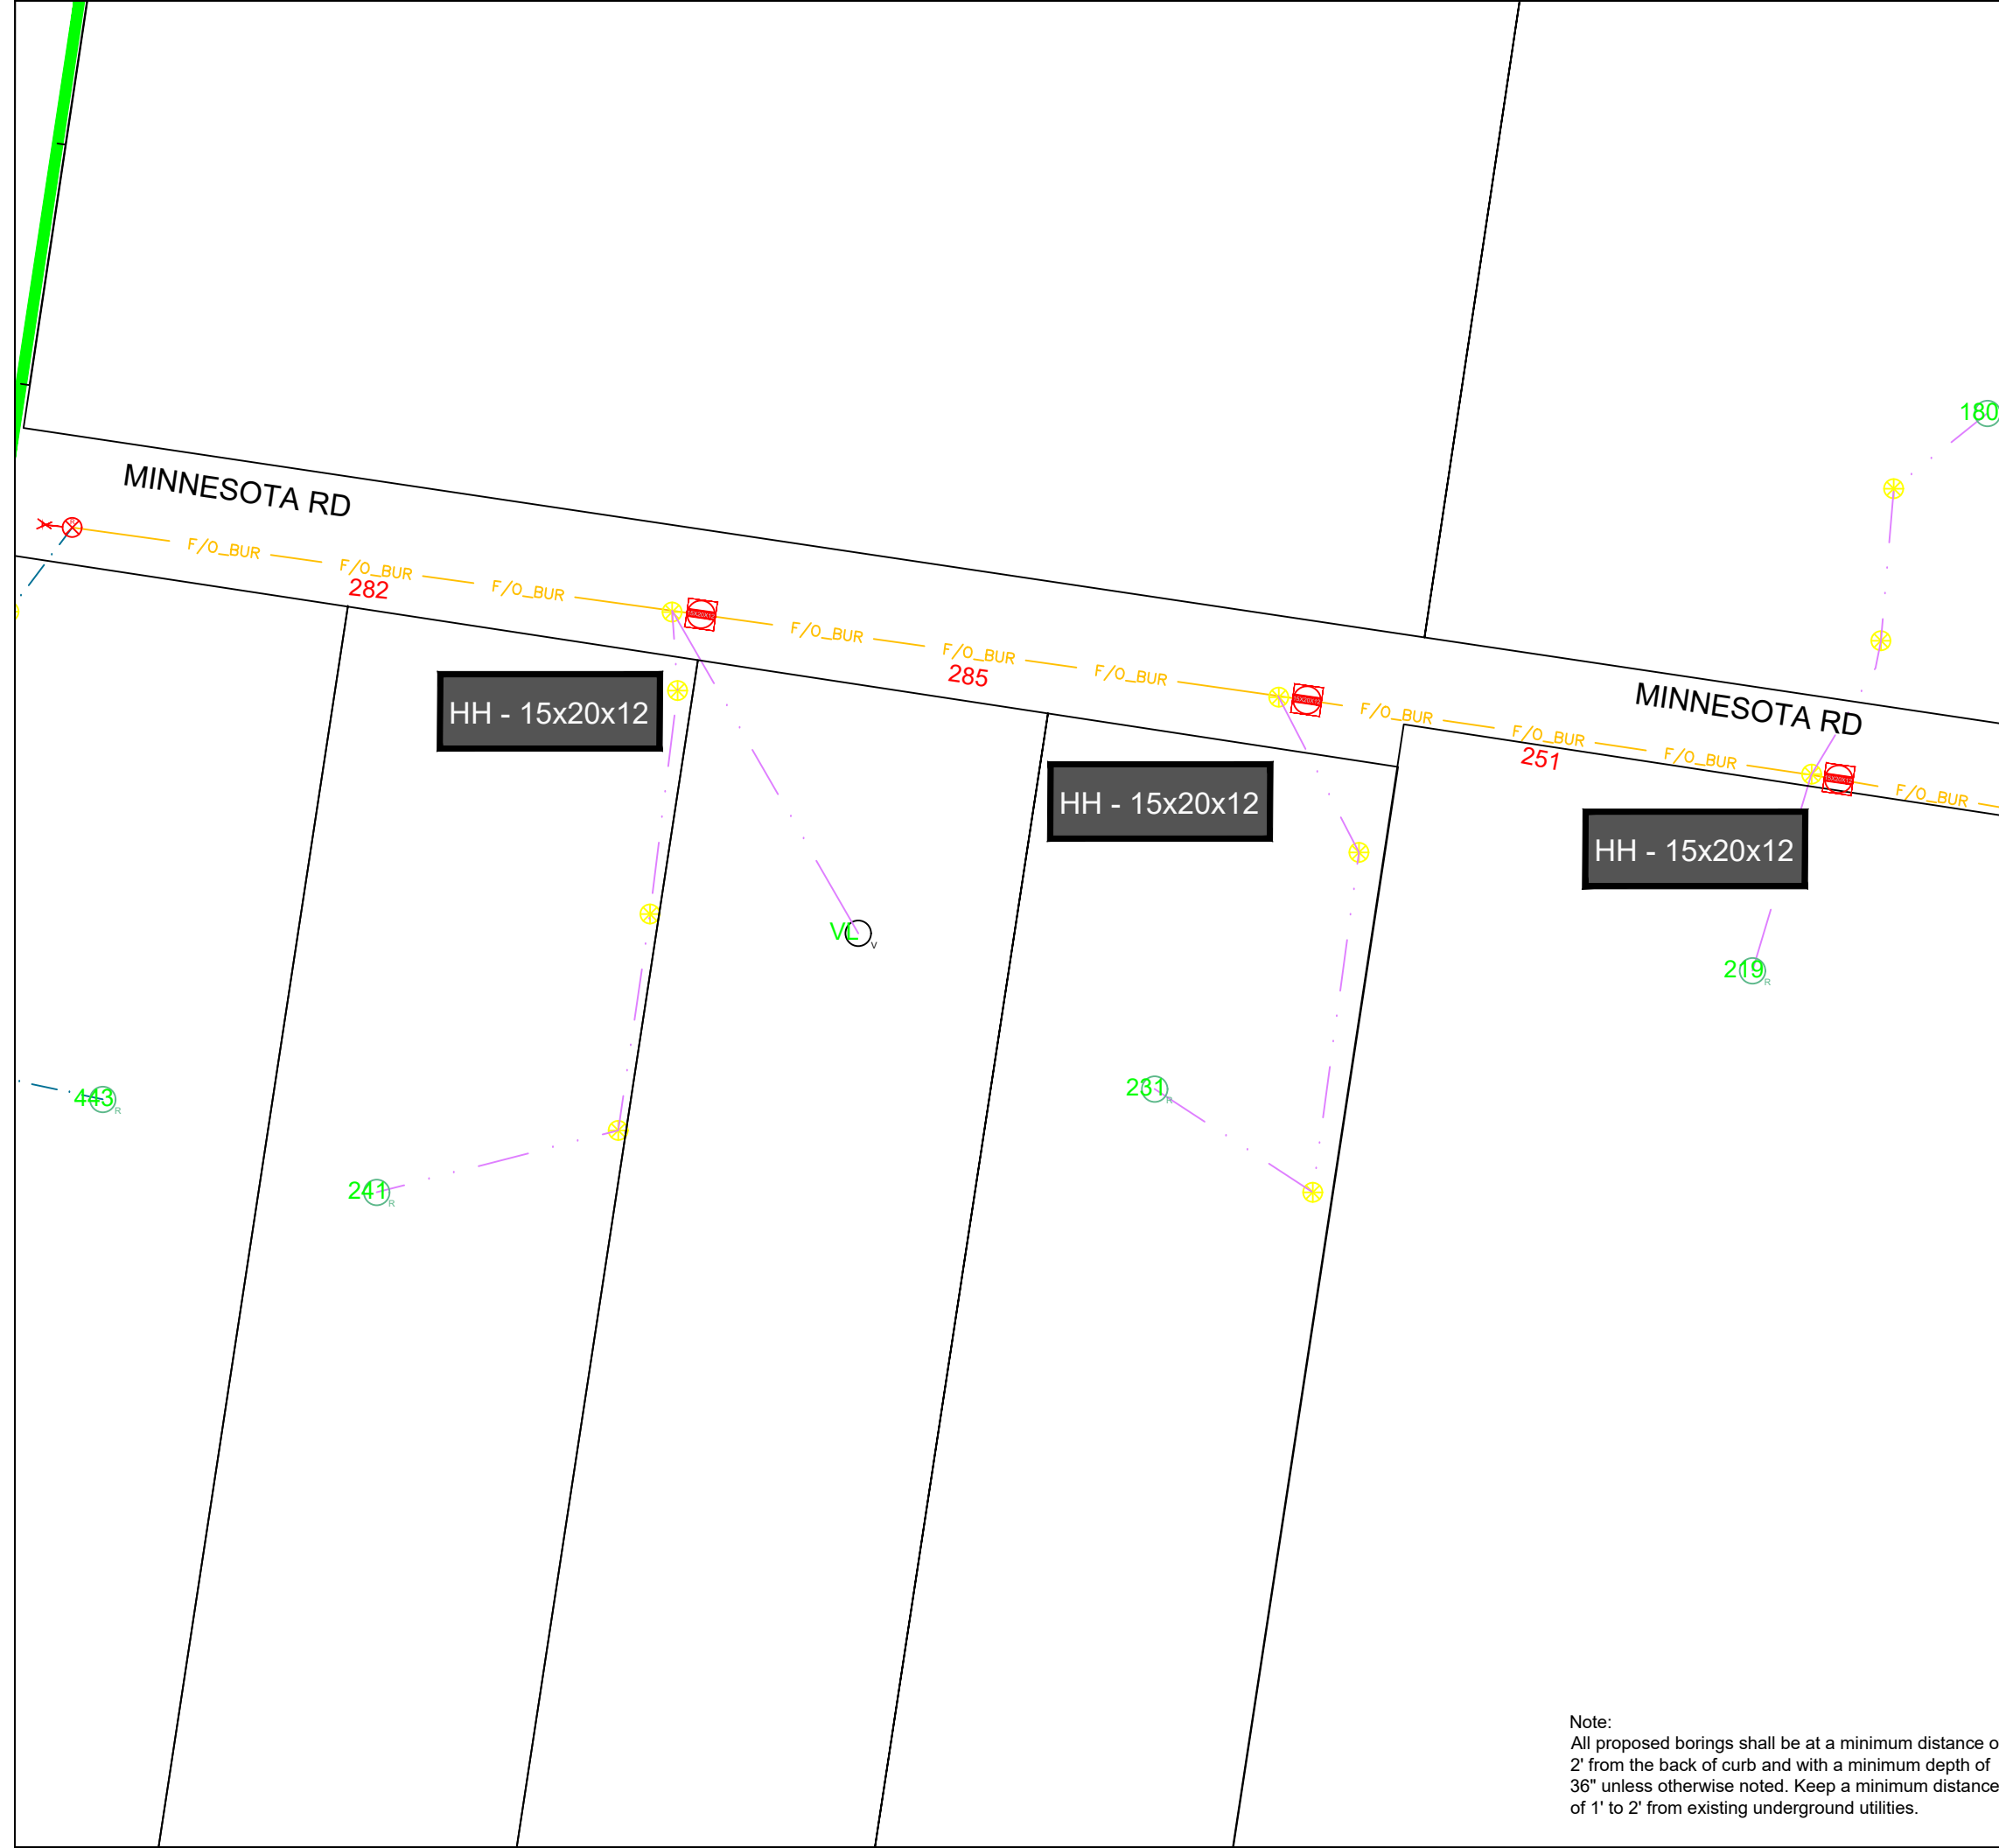 180
MINNESOTA RD
F/O_BUR F/O_BUR F/O_BUR
282
F/O_BUR F/O_BUR F/O_BUR
285
MINNESOTA RD
F/O_BUR F/O_BUR F/O_BUR F/O_BUR
251
HH - 15x20x12
HH - 15x20x12
HH - 15x20x12
VL
V
219
R
443
R
231
R
241
R
Note:
All proposed borings shall be at a minimum distance o
2' from the back of curb and with a minimum depth of
36" unless otherwise noted. Keep a minimum distance
of 1' to 2' from existing underground utilities.